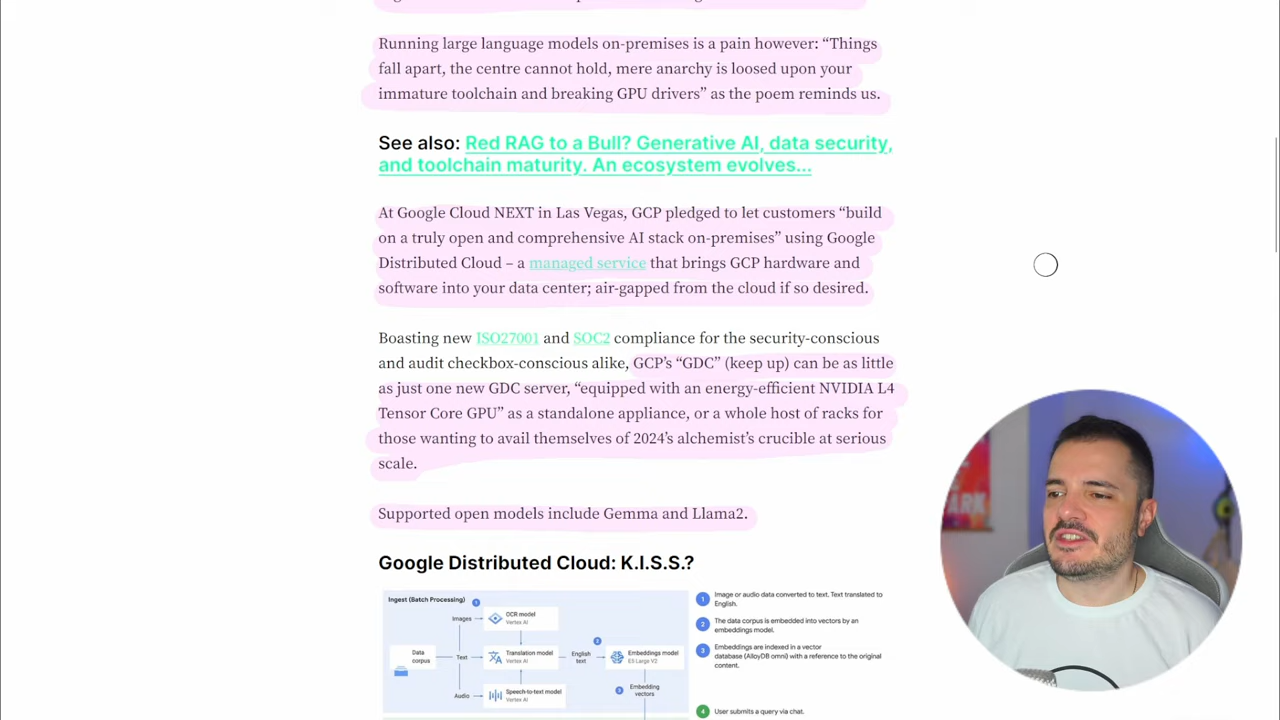 Running large language models on-premises is a pain however: “Things
fall apart, the centre cannot hold, mere anarchy is loosed upon your
immature toolchain and breaking GPU drivers” as the poem reminds us.
See also: Red RAG to a Bull? Generative AI, data security,
and toolchain maturity. An ecosystem evolves...
At Google Cloud NEXT in Las Vegas, GCP pledged to let customers “build
on a truly open and comprehensive AI stack on-premises” using Google
Distributed Cloud – a managed service that brings GCP hardware and
software into your data center; air-gapped from the cloud if so desired.
Boasting new ISO27001 and SOC2 compliance for the security-conscious
and audit checkbox-conscious alike, GCP’s “GDC” (keep up) can be as little
as just one new GDC server, “equipped with an energy-efficient NVIDIA L4
Tensor Core GPU” as a standalone appliance, or a whole host of racks for
those wanting to avail themselves of 2024’s alchemist’s crucible at serious
scale.
Supported open models include Gemma and Llama2.
Google Distributed Cloud: K.I.S.S.?
Ingest (Batch Processing)
1
Images
OCR model
Vertex AI
Data
corpus
Text
Translation model
Vertex AI
English
text
2
Embeddings model
E5 Large V2
Audio
Speech-to-text model
Vertex AI
3
Embedding
vectors
1 Image or audio data converted to text. Text translated to
English.
2 The data corpus is embedded into vectors by an
embeddings model.
3 Embeddings are indexed in a vector
database (AlloyDB omni) with a reference to the original
content.
4 User submits a query via chat.